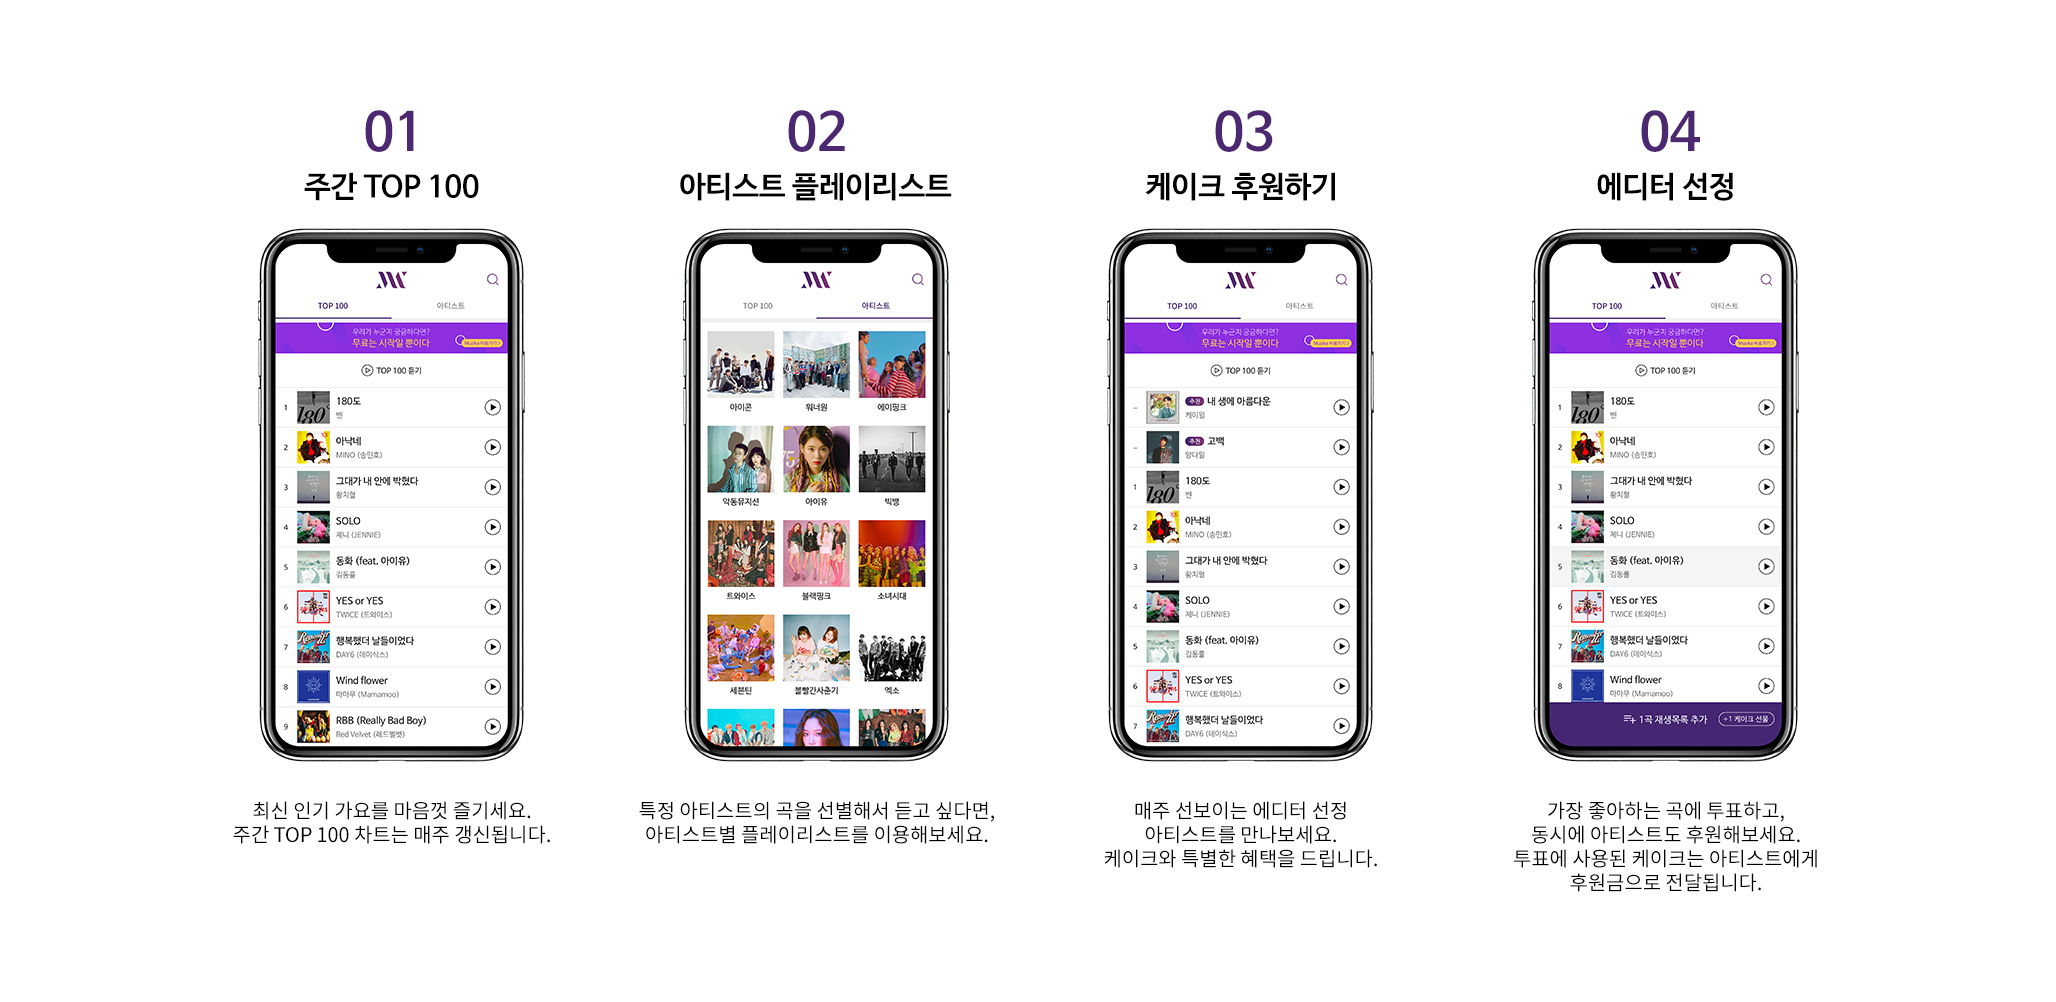 01
주간 TOP 100
TOP 100
아티스트
우리가 누군지 궁금하다면?
무료는 시작일 뿐이다
Muzika 바로가기 >
TOP 100 듣기
1
180도
벤
2
아낙네
MINO (송민호)
3
그대가 내 안에 박혔다
황치열
4
SOLO
제니 (JENNIE)
5
동화 (feat. 아이유)
김동률
6
YES or YES
TWICE (트와이스)
7
행복했더 날들이었다
DAY6 (데이식스)
8
Wind flower
마마무 (Mamamoo)
9
RBB (Really Bad Boy)
Red Velvet (레드벨벳)
최신 인기 가요를 마음껏 즐기세요.
주간 TOP 100 차트는 매주 갱신됩니다.
02
아티스트 플레이리스트
TOP 100
아티스트
아이콘
워너원
에이핑크
악동뮤지션
아이유
빅뱅
트와이스
블랙핑크
소녀시대
세븐틴
볼빨간사춘기
엑소
특정 아티스트의 곡을 선별해서 듣고 싶다면,
아티스트별 플레이리스트를 이용해보세요.
03
케이크 후원하기
TOP 100
아티스트
우리가 누군지 궁금하다면?
무료는 시작일 뿐이다
Muzika 바로가기 >
TOP 100 듣기
–
추천 내 생에 아름다운
케이윌
–
추천 고백
양다일
1
180도
벤
2
아낙네
MINO (송민호)
3
그대가 내 안에 박혔다
황치열
4
SOLO
제니 (JENNIE)
5
동화 (feat. 아이유)
김동률
6
YES or YES
TWICE (트와이스)
7
행복했더 날들이었다
DAY6 (데이식스)
매주 선보이는 에디터 선정
아티스트를 만나보세요.
케이크와 특별한 혜택을 드립니다.
04
에디터 선정
TOP 100
아티스트
우리가 누군지 궁금하다면?
무료는 시작일 뿐이다
Muzika 바로가기 >
TOP 100 듣기
1
180도
벤
2
아낙네
MINO (송민호)
3
그대가 내 안에 박혔다
황치열
4
SOLO
제니 (JENNIE)
5
동화 (feat. 아이유)
김동률
6
YES or YES
TWICE (트와이스)
7
행복했더 날들이었다
DAY6 (데이식스)
8
Wind flower
마마무 (Mamamoo)
1곡 재생목록 추가
+1 케이크 선물
가장 좋아하는 곡에 투표하고,
동시에 아티스트도 후원해보세요.
투표에 사용된 케이크는 아티스트에게
후원금으로 전달됩니다.